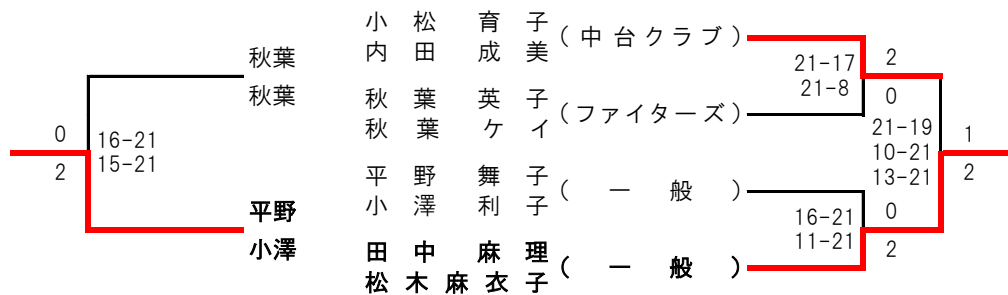 小松育子
内田成美
(中台クラブ)
秋葉英子
秋葉ケイ
(ファイターズ)
平野舞子
小澤利子
(一般)
田中麻理
松木麻衣子
(一般)
21-17
21-8
2
0
16-21
11-21
0
2
21-19
10-21
13-21
1
2
秋葉
秋葉
平野
小澤
16-21
15-21
0
2